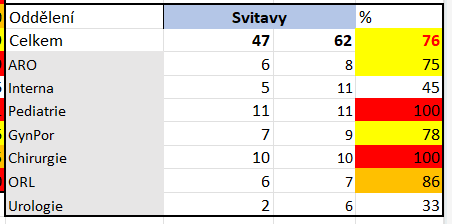 Oddělení Svitavy %
Celkem 47 62 76
ARO 6 8 75
Interna 5 11 45
Pediatrie 11 11 100
GynPor 7 9 78
Chirurgie 10 10 100
ORL 6 7 86
Urologie 2 6 33